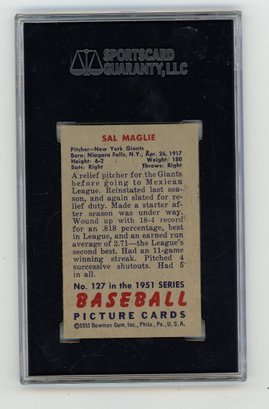 SPORTSCARD
GUARANTY, LLC
SAL MAGLIE
Pitcher—New York Giants
Born: Niagara Falls, N.Y., Apr. 26, 1917
Height: 6-2 Weight: 180
Bats: Right Throws: Right
A relief pitcher for the Giants
before going to Mexican
League. Reinstated last sea-
son, and again slated for re-
lief duty. Made a starter af-
ter season was under way.
Wound up with 18-4 record
for an .818 percentage, best
in League, and an earned run
average of 2.71—the League's
second best. Had an 11-game
winning streak. Pitched 4
successive shutouts. Had 5
in all.
No. 127 in the 1951 SERIES
BASEBALL
PICTURE CARDS
©1951 Bowman Gum, Inc., Phila., Pa., U.S.A.